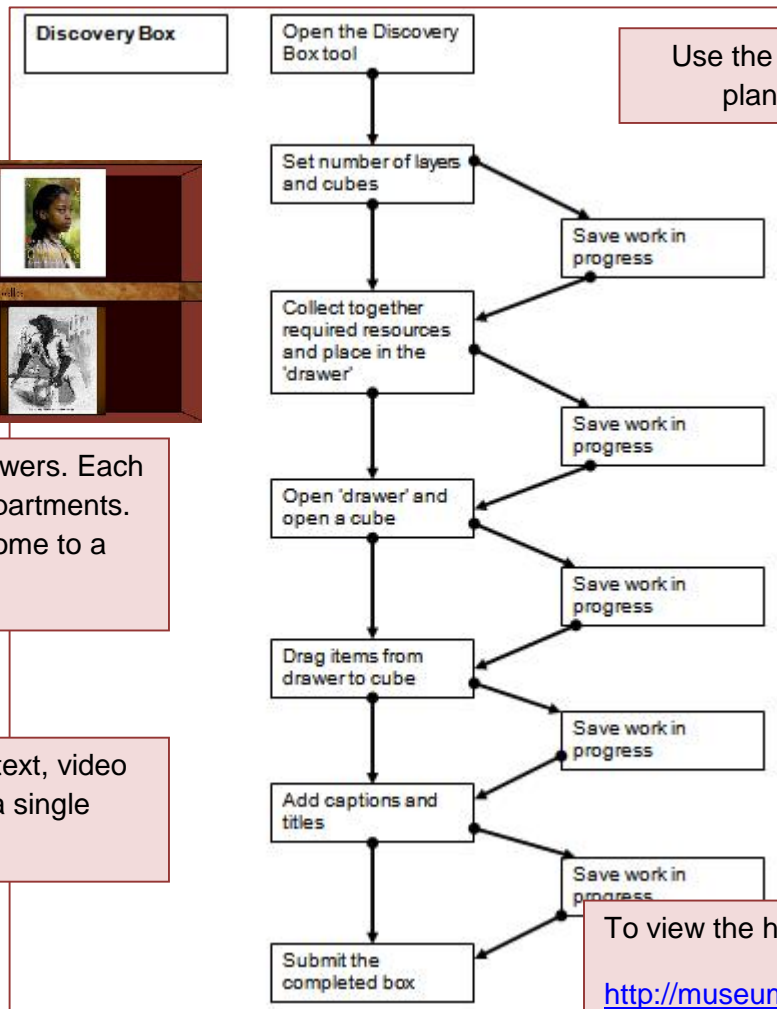 Discovery Box
Open the Discovery
Box tool
Use the
plan
Set number of layers
and cubes
Save work in
progress
Collect together
required resources
and place in the
'drawer'
Save work in
progress
wers. Each
partments.
ome to a
Open 'drawer' and
open a cube
Save work in
progress
Drag items from
drawer to cube
Save work in
progress
text, video
a single
Add captions and
titles
Save work in
progress
To view the h
http://museum
Submit the
completed box